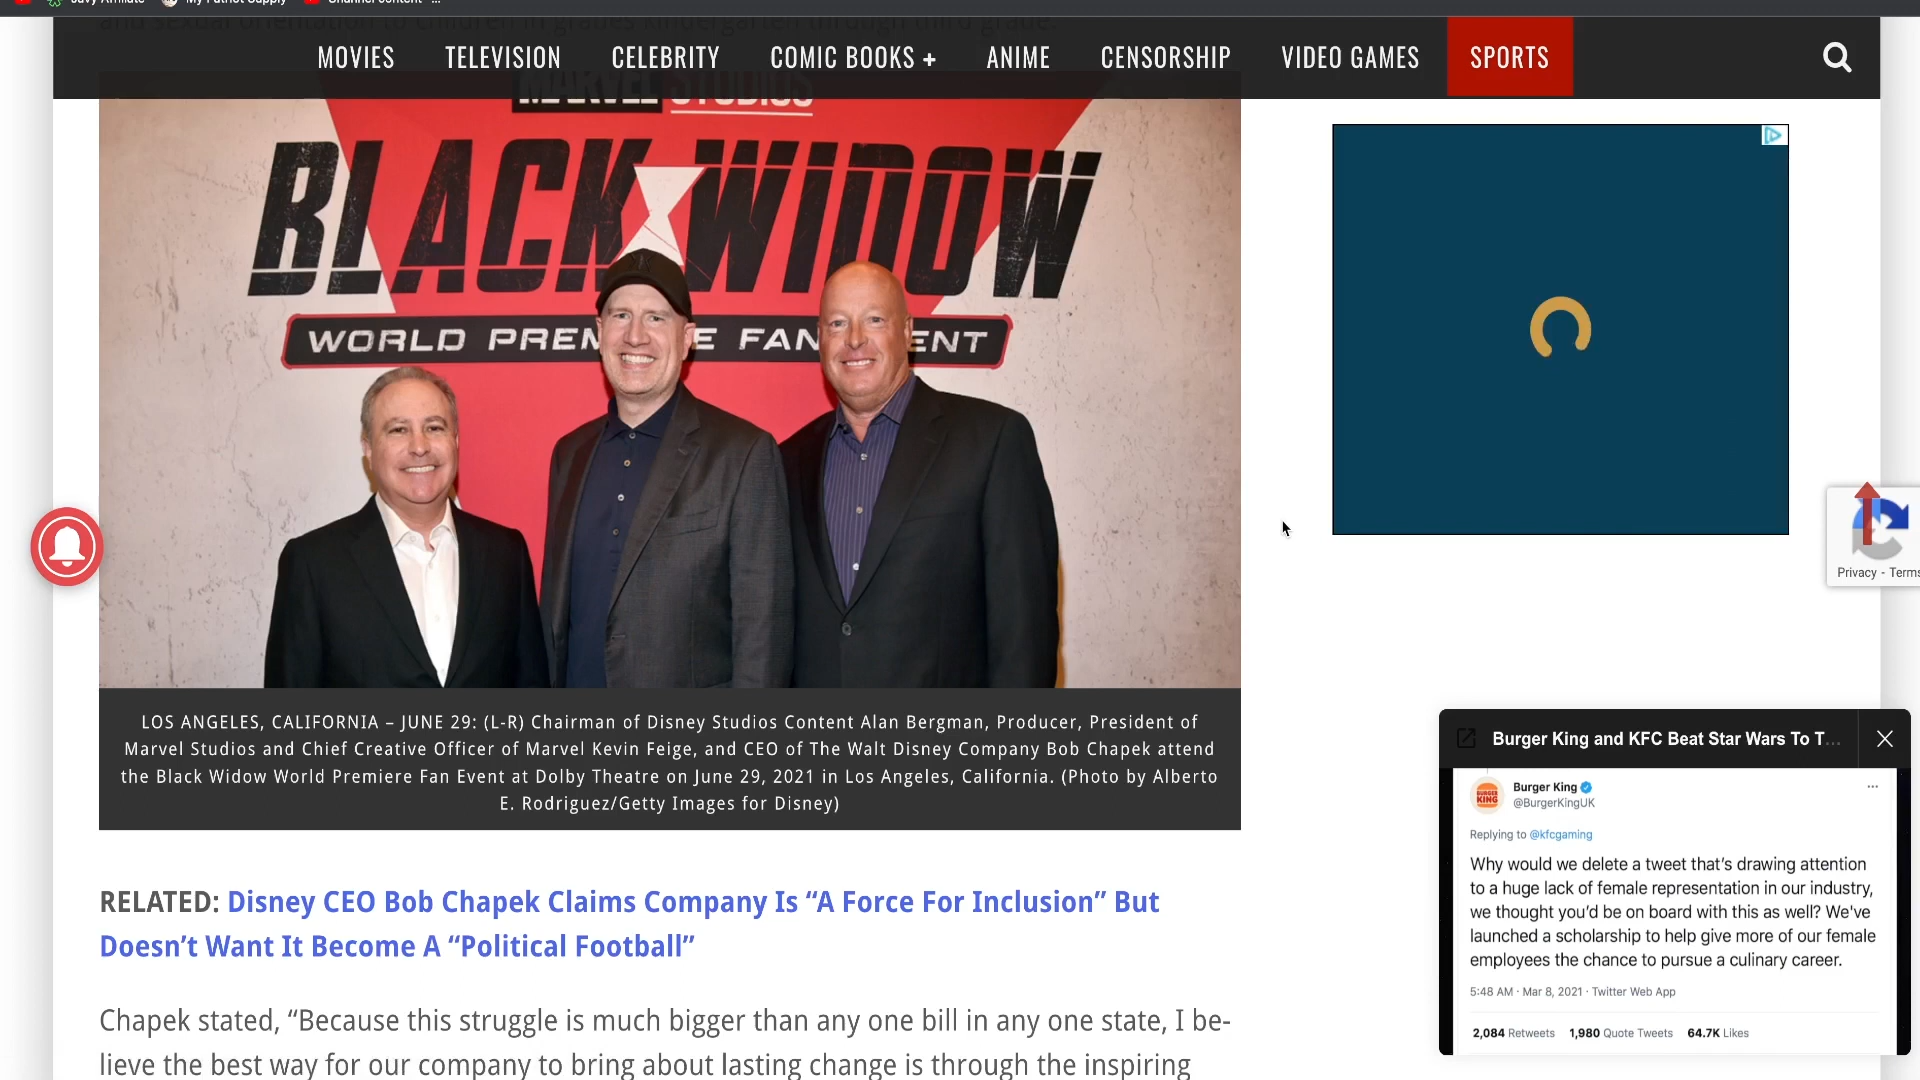 Javy Affiliate My Patriot Supply Channel content
MOVIES TELEVISION CELEBRITY COMIC BOOKS + ANIME CENSORSHIP VIDEO GAMES SPORTS
MARVEL STUDIOS
BLACK WIDOW
WORLD PREM E FAN ENT
LOS ANGELES, CALIFORNIA – JUNE 29: (L-R) Chairman of Disney Studios Content Alan Bergman, Producer, President of
Marvel Studios and Chief Creative Officer of Marvel Kevin Feige, and CEO of The Walt Disney Company Bob Chapek attend
the Black Widow World Premiere Fan Event at Dolby Theatre on June 29, 2021 in Los Angeles, California. (Photo by Alberto
E. Rodriguez/Getty Images for Disney)
RELATED: Disney CEO Bob Chapek Claims Company Is “A Force For Inclusion” But
Doesn’t Want It Become A “Political Football”
Chapek stated, “Because this struggle is much bigger than any one bill in any one state, I be-
lieve the best way for our company to bring about lasting change is through the inspiring
Privacy - Terms
Burger King and KFC Beat Star Wars To T...
BURGER KING
Burger King
@BurgerKingUK
Replying to @kfcgaming
Why would we delete a tweet that's drawing attention
to a huge lack of female representation in our industry,
we thought you'd be on board with this as well? We've
launched a scholarship to help give more of our female
employees the chance to pursue a culinary career.
5:48 AM · Mar 8, 2021 · Twitter Web App
2,084 Retweets 1,980 Quote Tweets 64.7K Likes